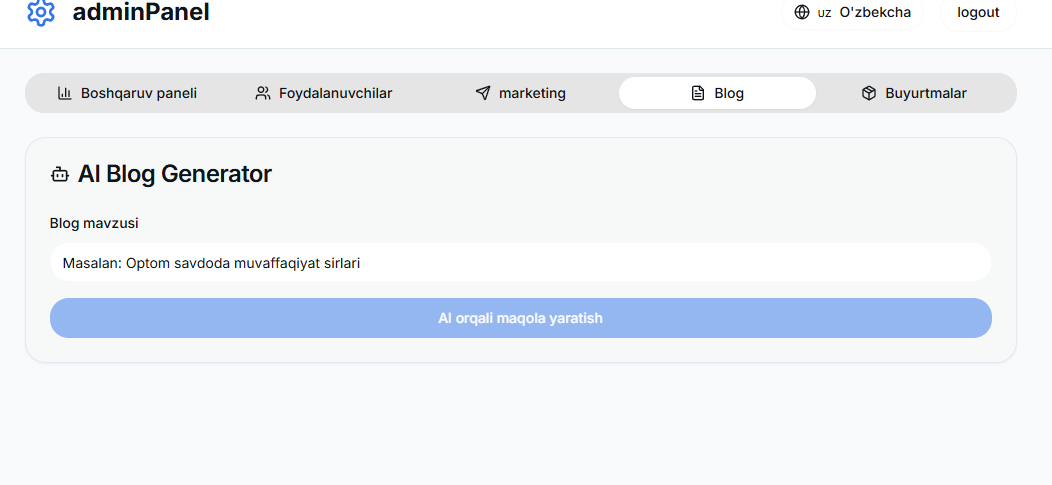 adminPanel
UZ O'zbekcha
logout
Boshqaruv paneli
Foydalanuvchilar
marketing
Blog
Buyurtmalar
AI Blog Generator
Blog mavzusi
Masalan: Optom savdoda muvaffaqiyat sirlari
AI orqali maqola yaratish